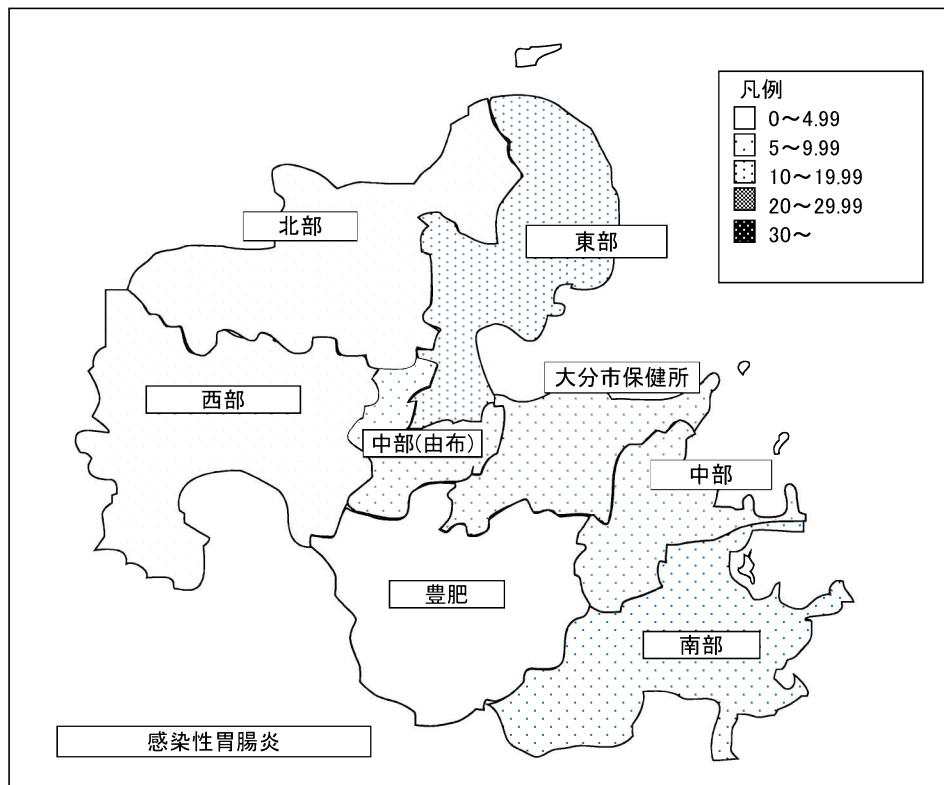 凡例
0～4.99
5～9.99
10～19.99
20～29.99
30～
北部
東部
大分市保健所
西部
中部(由布)
中部
豊肥
南部
感染性胃腸炎